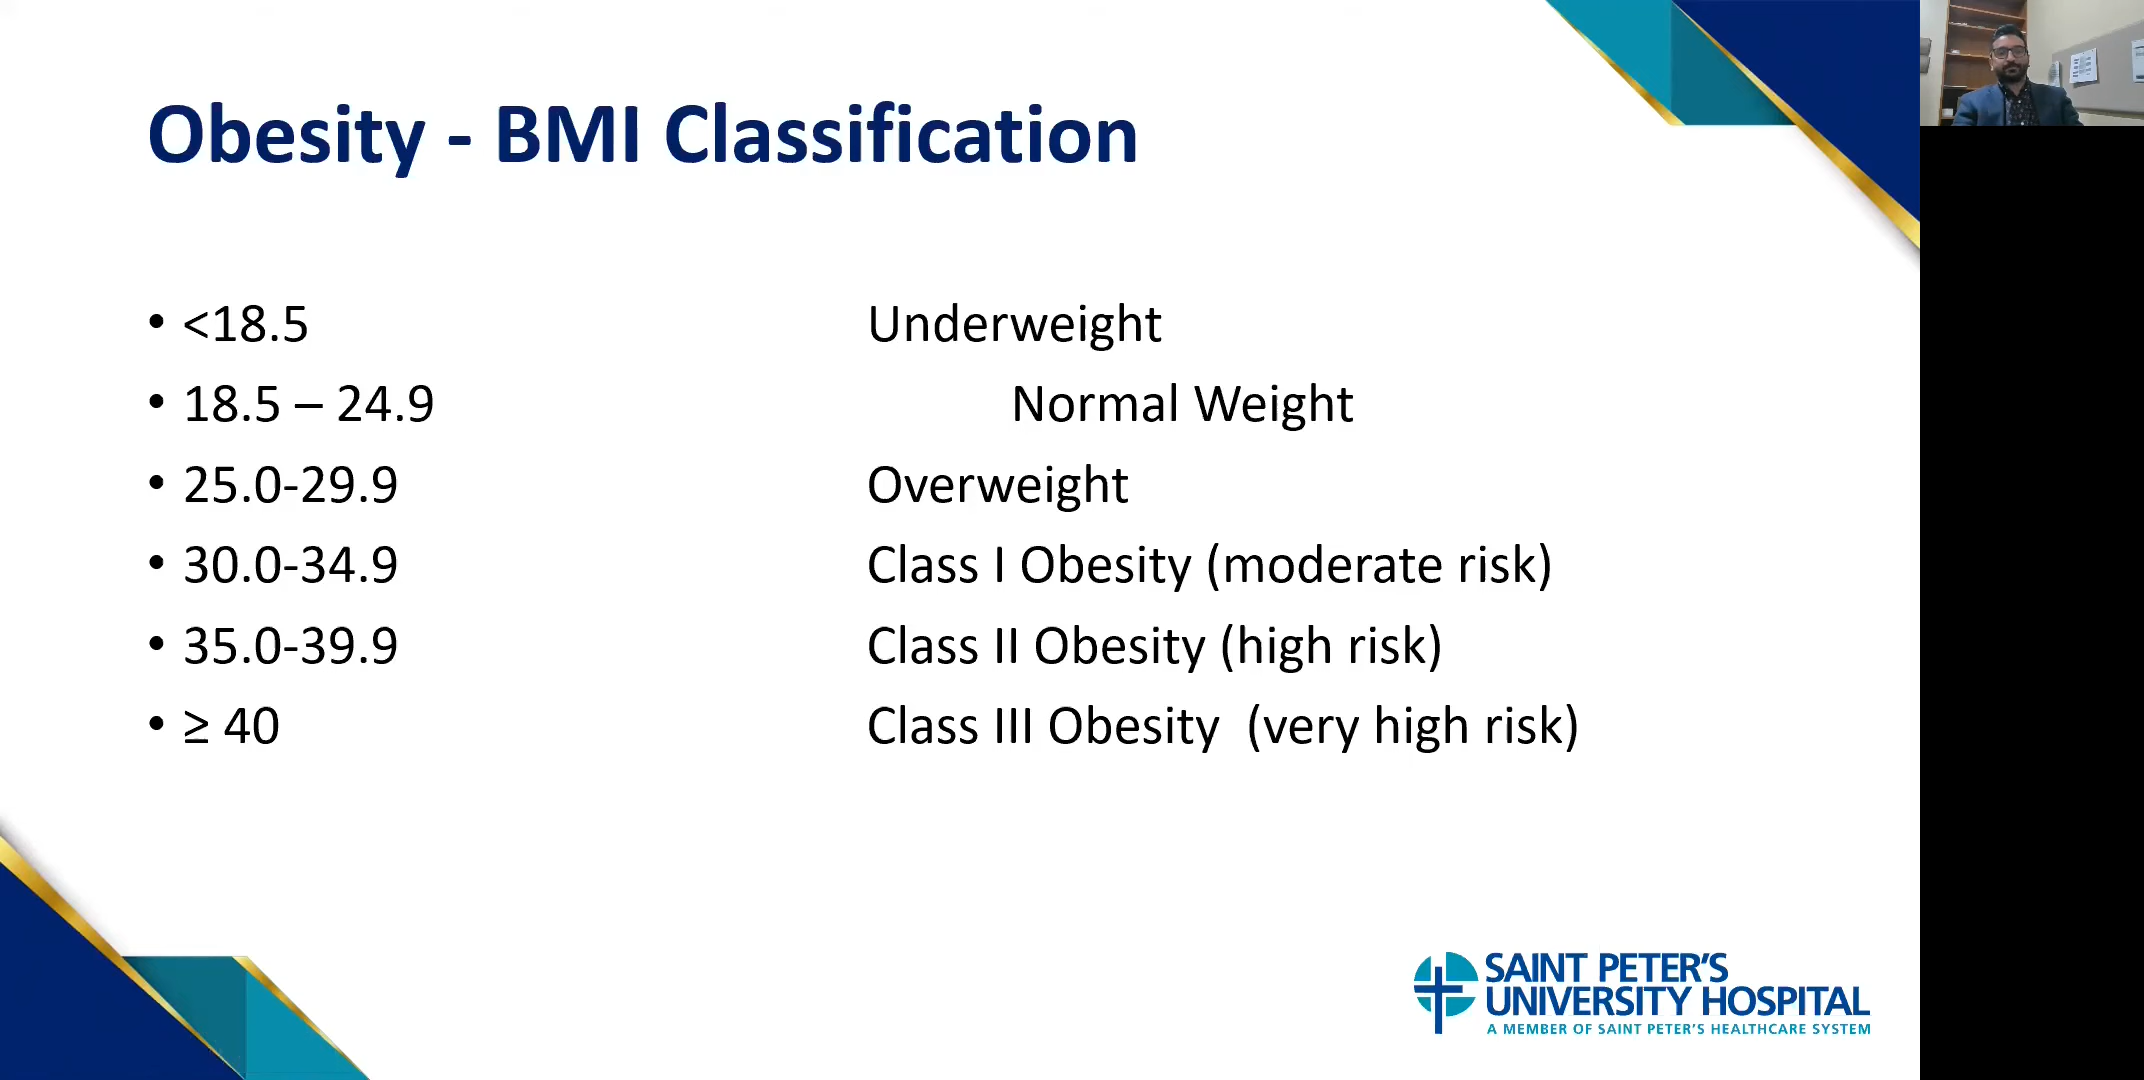 Obesity - BMI Classification
• <18.5 Underweight
• 18.5 – 24.9 Normal Weight
• 25.0-29.9 Overweight
• 30.0-34.9 Class I Obesity (moderate risk)
• 35.0-39.9 Class II Obesity (high risk)
• ≥ 40 Class III Obesity (very high risk)
SAINT PETER'S
UNIVERSITY HOSPITAL
A MEMBER OF SAINT PETER'S HEALTHCARE SYSTEM